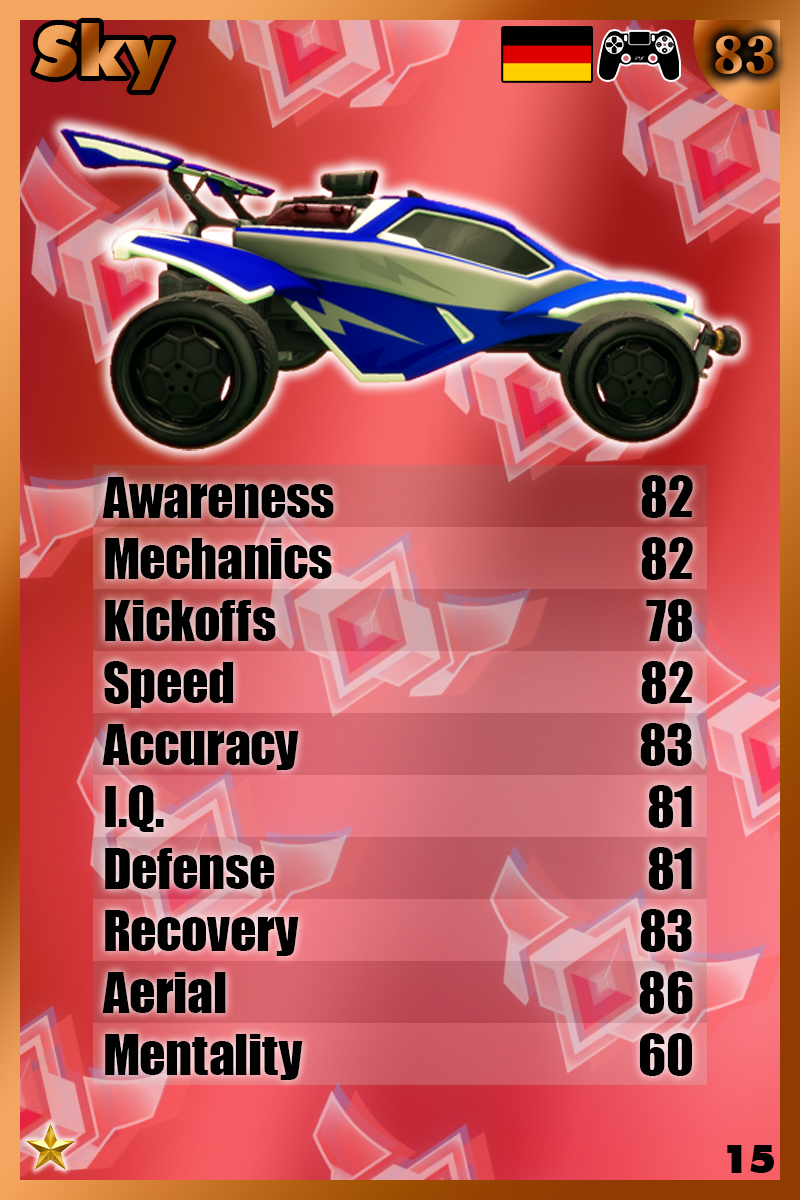 Sky
83
Awareness 82
Mechanics 82
Kickoffs 78
Speed 82
Accuracy 83
I.Q. 81
Defense 81
Recovery 83
Aerial 86
Mentality 60
15